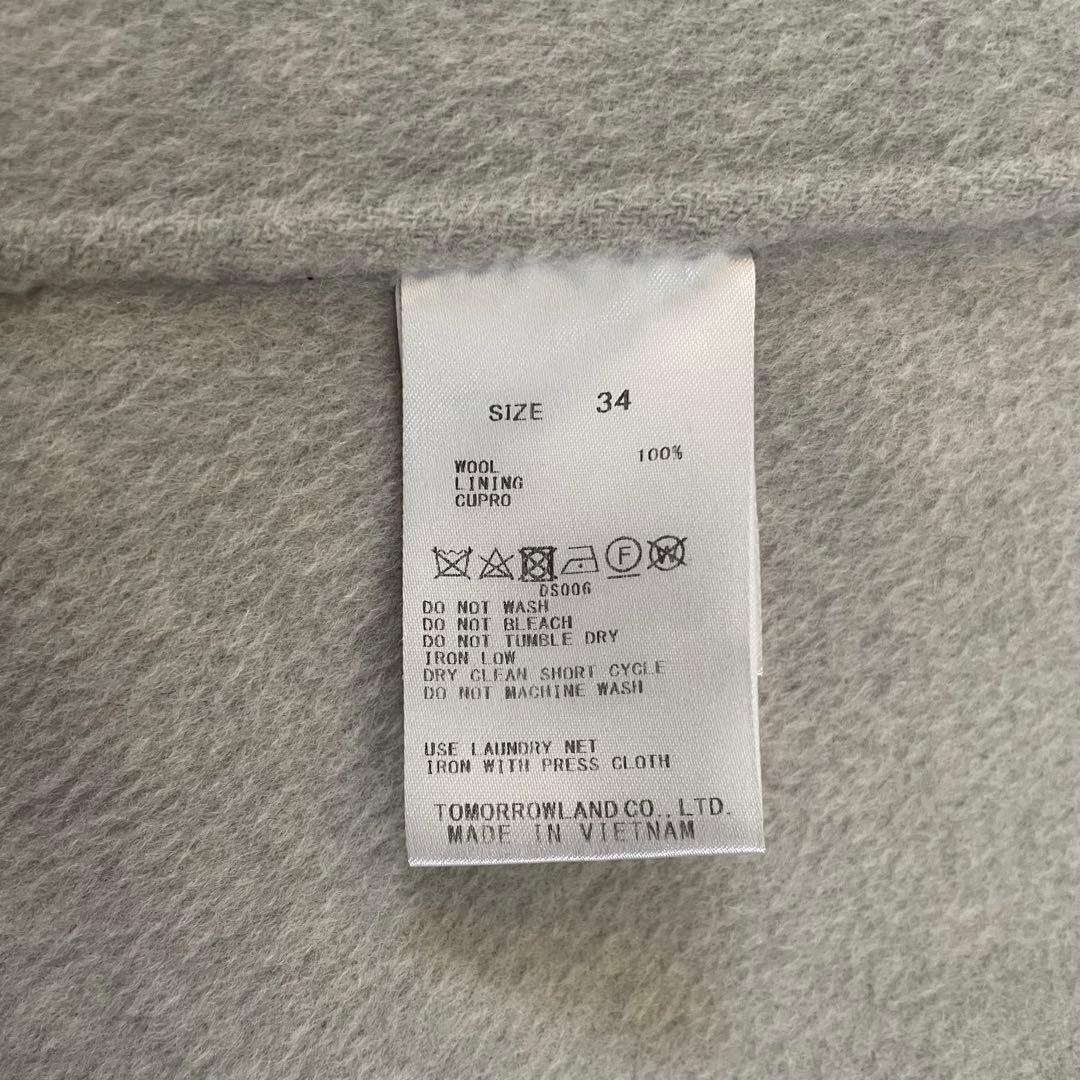 SIZE 34
WOOL 100%
LINING
CUPRO
F W
DS006
DO NOT WASH
DO NOT BLEACH
DO NOT TUMBLE DRY
IRON LOW
DRY CLEAN SHORT CYCLE
DO NOT MACHINE WASH
USE LAUNDRY NET
IRON WITH PRESS CLOTH
TOMORROWLAND CO., LTD.
MADE IN VIETNAM